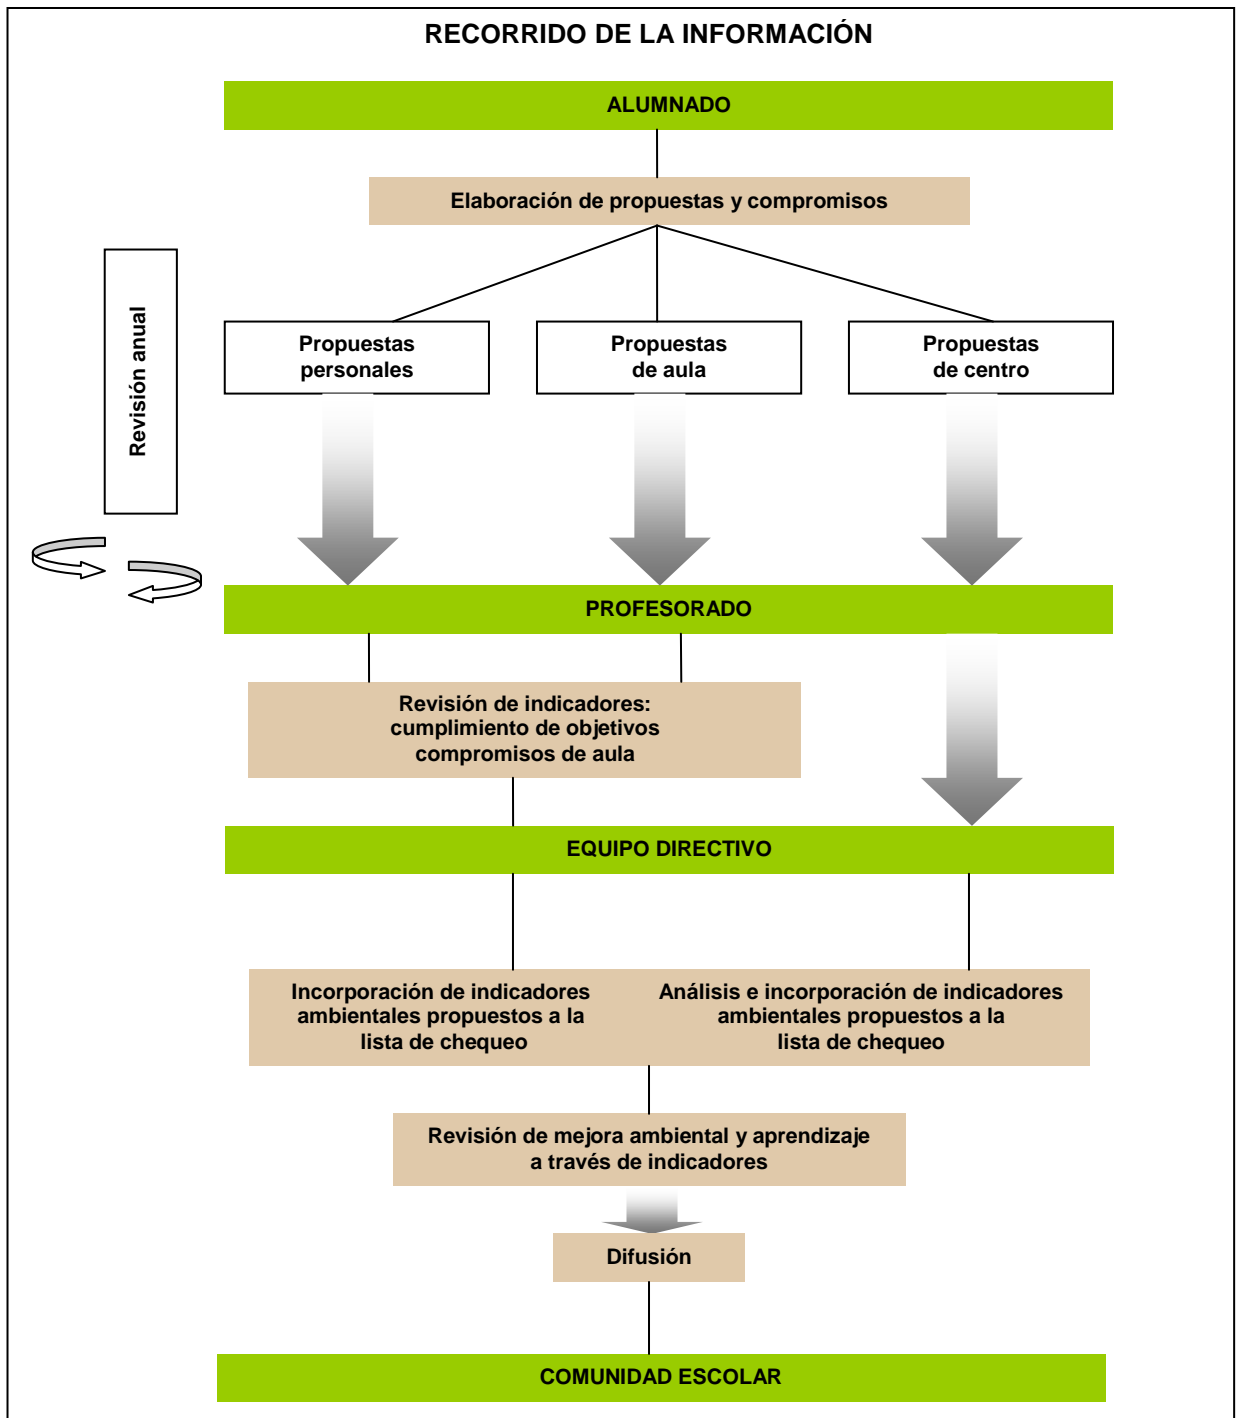 RECORRIDO DE LA INFORMACIÓN
ALUMNADO
Elaboración de propuestas y compromisos
Revisión anual
Propuestas
personales
Propuestas
de aula
Propuestas
de centro
PROFESORADO
Revisión de indicadores:
cumplimiento de objetivos
compromisos de aula
EQUIPO DIRECTIVO
Incorporación de indicadores
ambientales propuestos a la
lista de chequeo
Análisis e incorporación de indicadores
ambientales propuestos a la
lista de chequeo
Revisión de mejora ambiental y aprendizaje
a través de indicadores
Difusión
COMUNIDAD ESCOLAR